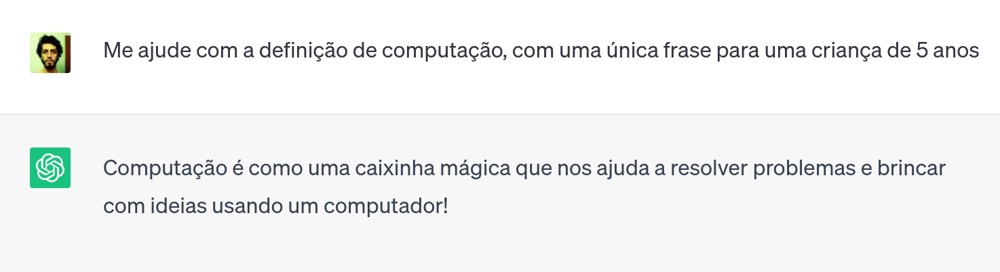 Me ajude com a definição de computação, com uma única frase para uma criança de 5 anos
Computação é como uma caixinha mágica que nos ajuda a resolver problemas e brincar
com ideias usando um computador!